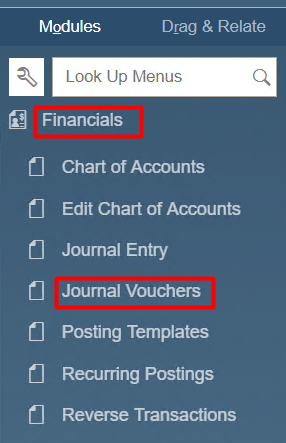 Modules Drag & Relate
Look Up Menus
Financials
Chart of Accounts
Edit Chart of Accounts
Journal Entry
Journal Vouchers
Posting Templates
Recurring Postings
Reverse Transactions